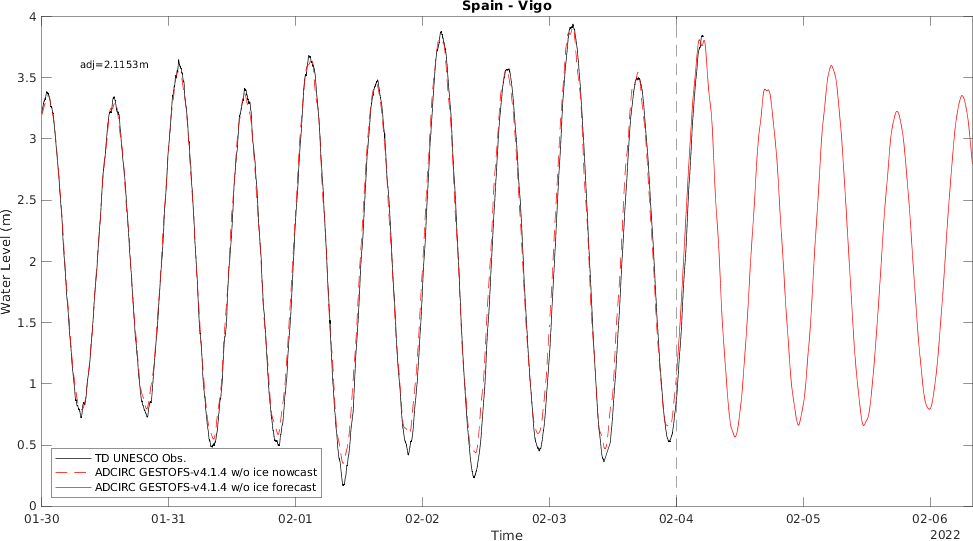 Spain - Vigo
adj=2.1153m
4
3.5
3
2.5
2
1.5
1
0.5
0
Water Level (m)
TD UNESCO Obs.
ADCIRC GESTOFS-v4.1.4 w/o ice nowcast
ADCIRC GESTOFS-v4.1.4 w/o ice forecast
01-30 01-31 02-01 02-02 02-03 02-04 02-05 02-06
Time
2022